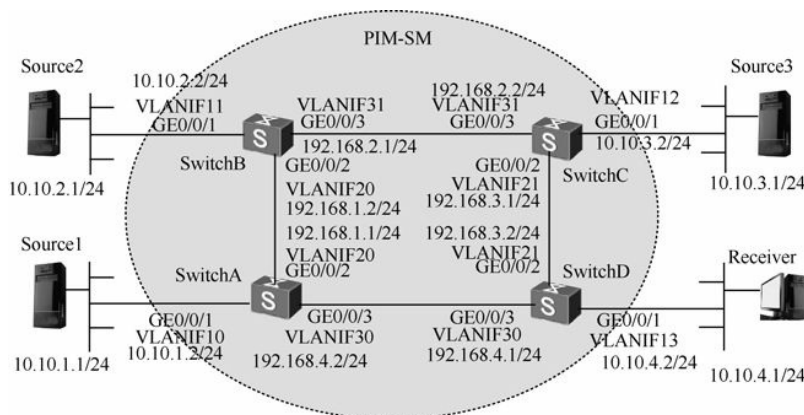 PIM-SM
Source2
10.10.2.2/24
VLANIF11
GE0/0/1
10.10.2.1/24
SwitchB
VLANIF31
GE0/0/3
192.168.2.1/24
GE0/0/2
VLANIF20
192.168.1.2/24
192.168.2.2/24
VLANIF31
GE0/0/3
VLANIF12
GE0/0/1
10.10.3.2/24
Source3
10.10.3.1/24
SwitchC
GE0/0/2
VLANIF21
192.168.3.1/24
Source1
10.10.1.1/24
SwitchA
192.168.1.1/24
VLANIF20
GE0/0/2
GE0/0/1
VLANIF10
10.10.1.2/24
GE0/0/3
VLANIF30
192.168.4.2/24
192.168.3.2/24
VLANIF21
GE0/0/2
SwitchD
GE0/0/3
VLANIF30
192.168.4.1/24
GE0/0/1
VLANIF13
10.10.4.2/24
Receiver
10.10.4.1/24